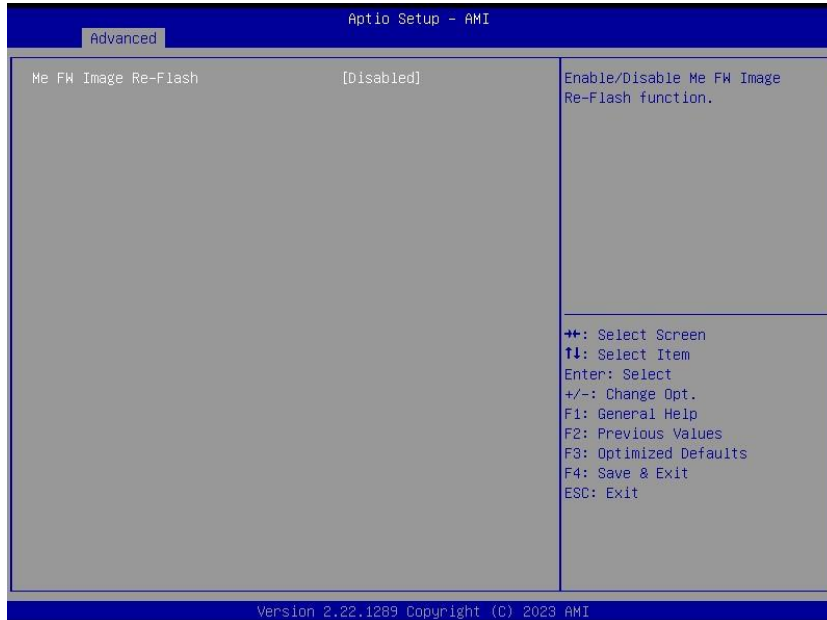 Aptio Setup – AMI
Advanced
Me FW Image Re-Flash [Disabled]
Enable/Disable Me FW Image
Re-Flash function.
→←: Select Screen
↑↓: Select Item
Enter: Select
+/-: Change Opt.
F1: General Help
F2: Previous Values
F3: Optimized Defaults
F4: Save & Exit
ESC: Exit
Version 2.22.1289 Copyright (C) 2023 AMI